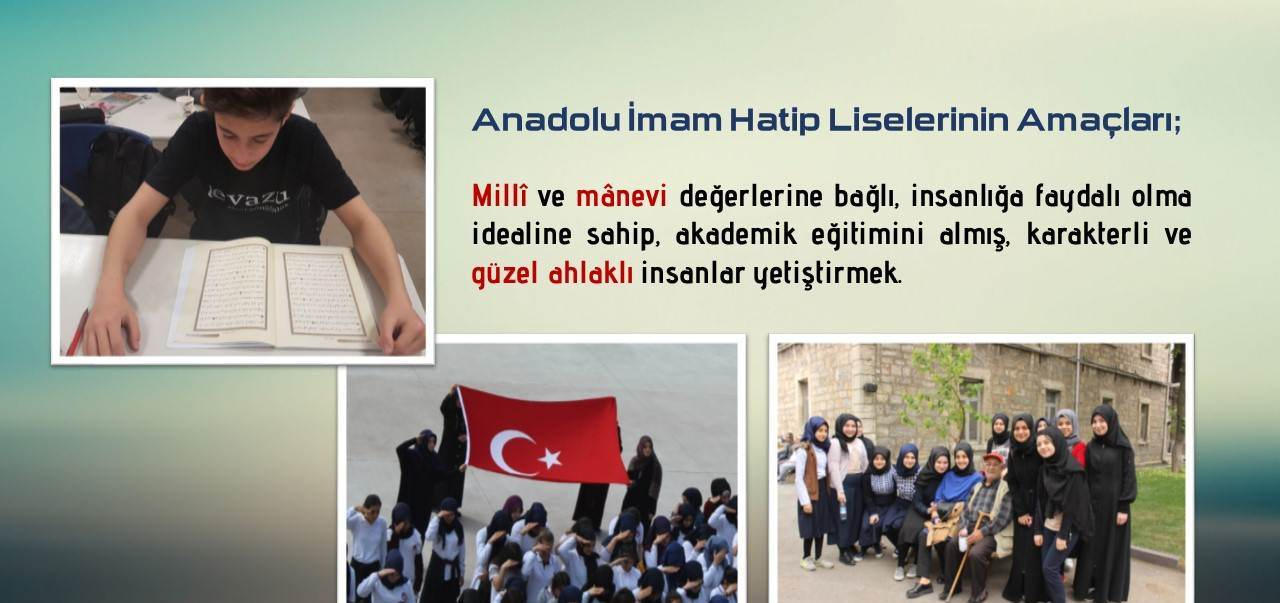 Anadolu İmam Hatip Liselerinin Amaçları;
Millî ve mânevi değerlerine bağlı, insanlığa faydalı olma
idealine sahip, akademik eğitimini almış, karakterli ve
güzel ahlaklı insanlar yetiştirmek.